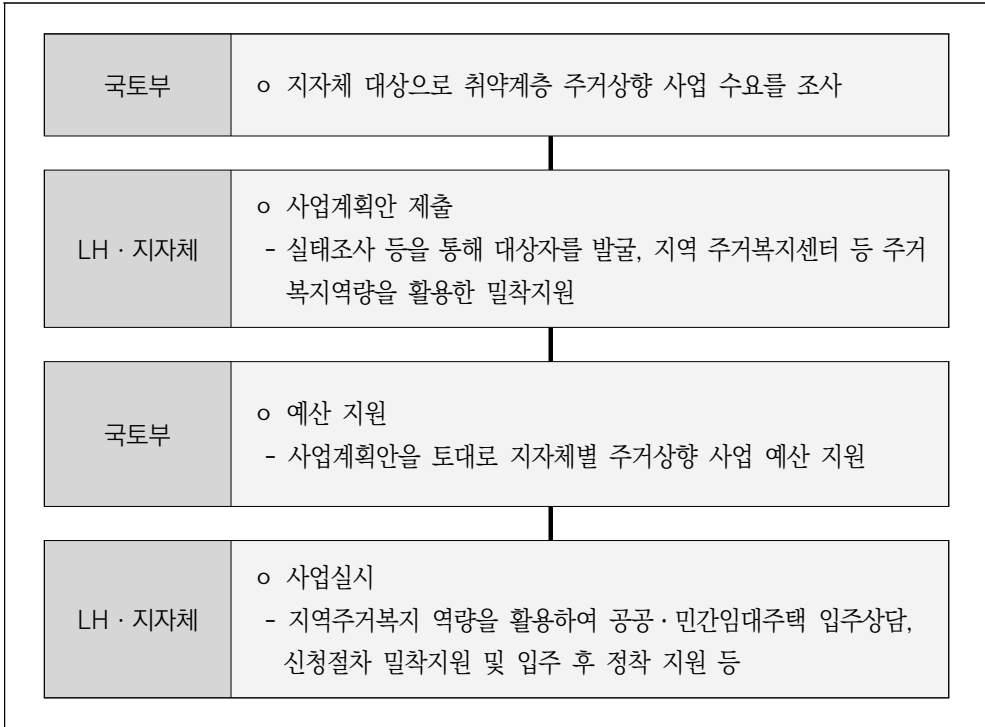 국토부
ㅇ 지자체 대상으로 취약계층 주거상향 사업 수요를 조사
LH · 지자체
ㅇ 사업계획안 제출
- 실태조사 등을 통해 대상자를 발굴, 지역 주거복지센터 등 주거
복지역량을 활용한 밀착지원
국토부
ㅇ 예산 지원
- 사업계획안을 토대로 지자체별 주거상향 사업 예산 지원
LH · 지자체
ㅇ 사업실시
- 지역주거복지 역량을 활용하여 공공·민간임대주택 입주상담,
신청절차 밀착지원 및 입주 후 정착 지원 등